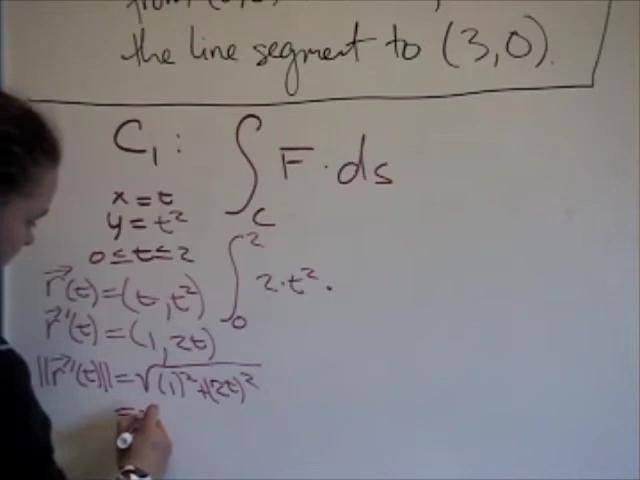 the line segment to (3,0).
C₁: ∫_C F · ds
x = t
y = t²
0 ≤ t ≤ 2
r⃗(t) = (t, t²)
∫₀² 2·t² ·
r⃗'(t) = (1, 2t)
||r⃗'(t)|| = √(1)² + (2t)²
=